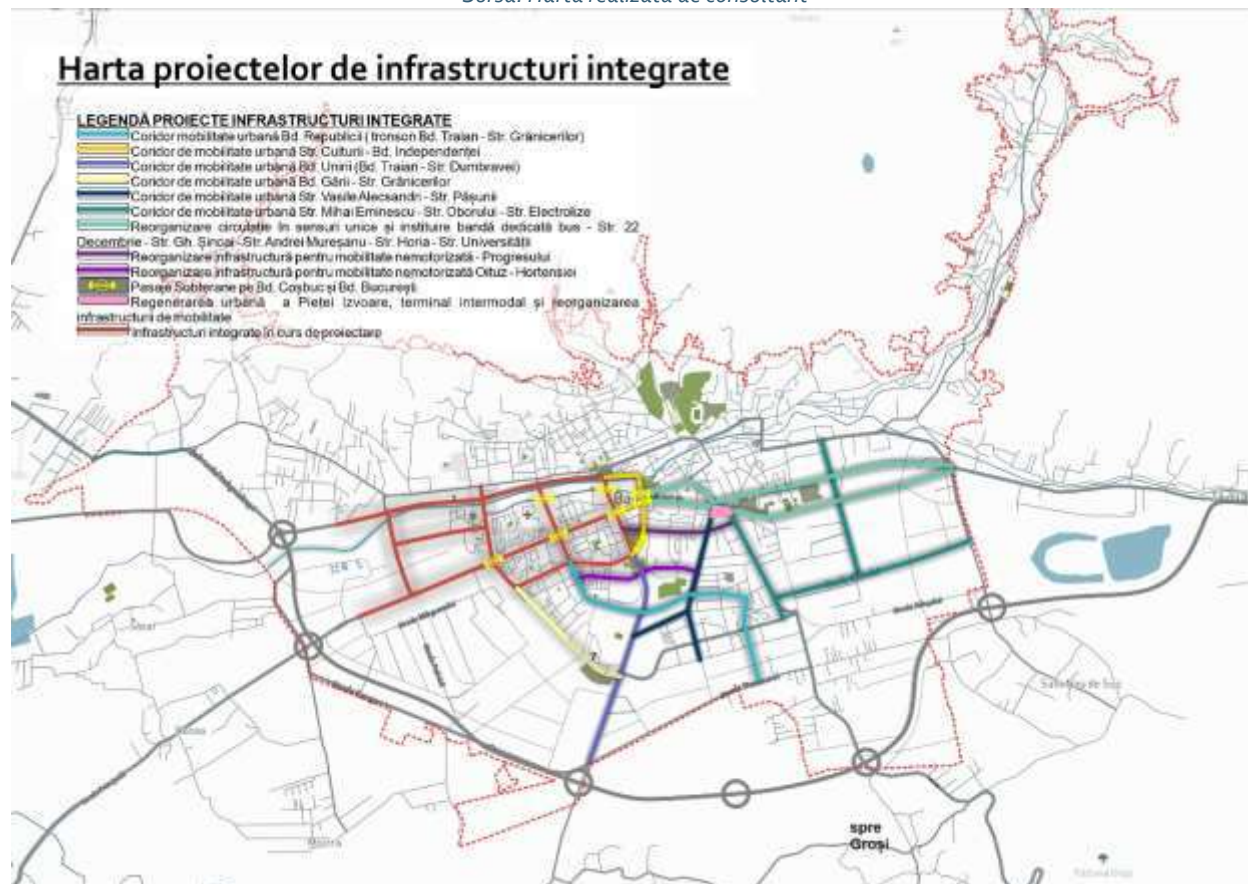 Harta proiectelor de infrastructuri integrate
LEGENDĂ PROIECTE INFRASTRUCTURI INTEGRATE
Coridor mobilitate urbană Bd. Republicii ( tronson Bd. Traian - Str. Grănicerilor)
Coridor de mobilitate urbană Str. Culturii - Bd. Independenței
Coridor de mobilitate urbană Bd. Unirii (Bd. Traian - Str. Dumbravei)
Coridor de mobilitate urbană Bd. Gării - Str. Grănicerilor
Coridor de mobilitate urbană Str. Vasile Alecsandri - Str. Pășunii
Coridor de mobilitate urbană Str. Mihai Eminescu - Str. Oborului - Str. Electrolize
Reorganizare circulație în sensuri unice și instituire bandă dedicată bus - Str. 22
Decembrie - Str. Gh. Șincai - Str. Andrei Mureșanu - Str. Horia - Str. Universității
Reorganizare infrastructură pentru mobilitate nemotorizată - Progresului
Reorganizare infrastructură pentru mobilitate nemotorizată Oituz - Hortensiei
Pasaje Subterane pe Bd. Coșbuc și Bd. București
Regenerarea urbană a Pieței Izvoare, terminal intermodal și reorganizarea
infrastructurii de mobilitate
Infrastructuri integrate în curs de proiectare
spre
Groși